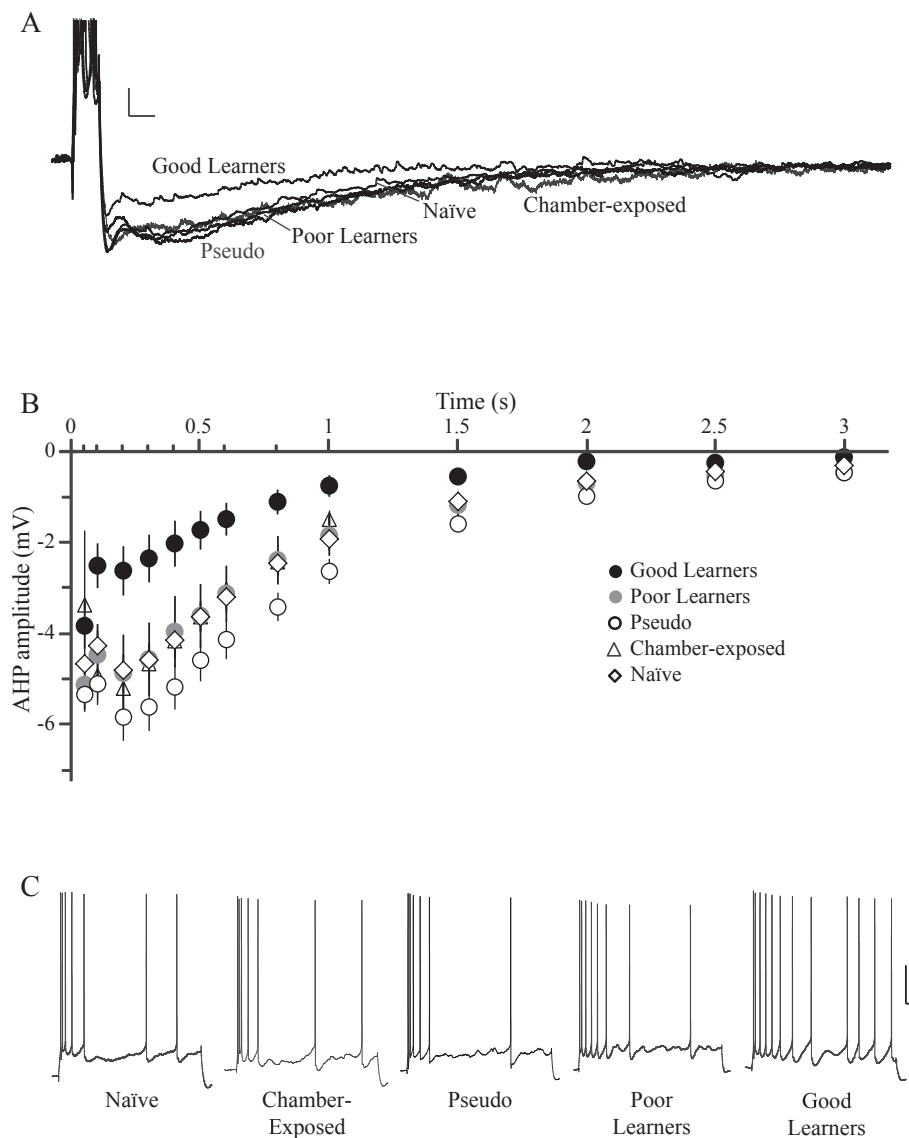 A
Good Learners
Naïve
Chamber-exposed
Poor Learners
Pseudo
B
Time (s)
0 0.5 1 1.5 2 2.5 3
0
-2
-4
-6
AHP amplitude (mV)
Good Learners
Poor Learners
Pseudo
Chamber-exposed
Naïve
C
Naïve
Chamber-
Exposed
Pseudo
Poor
Learners
Good
Learners